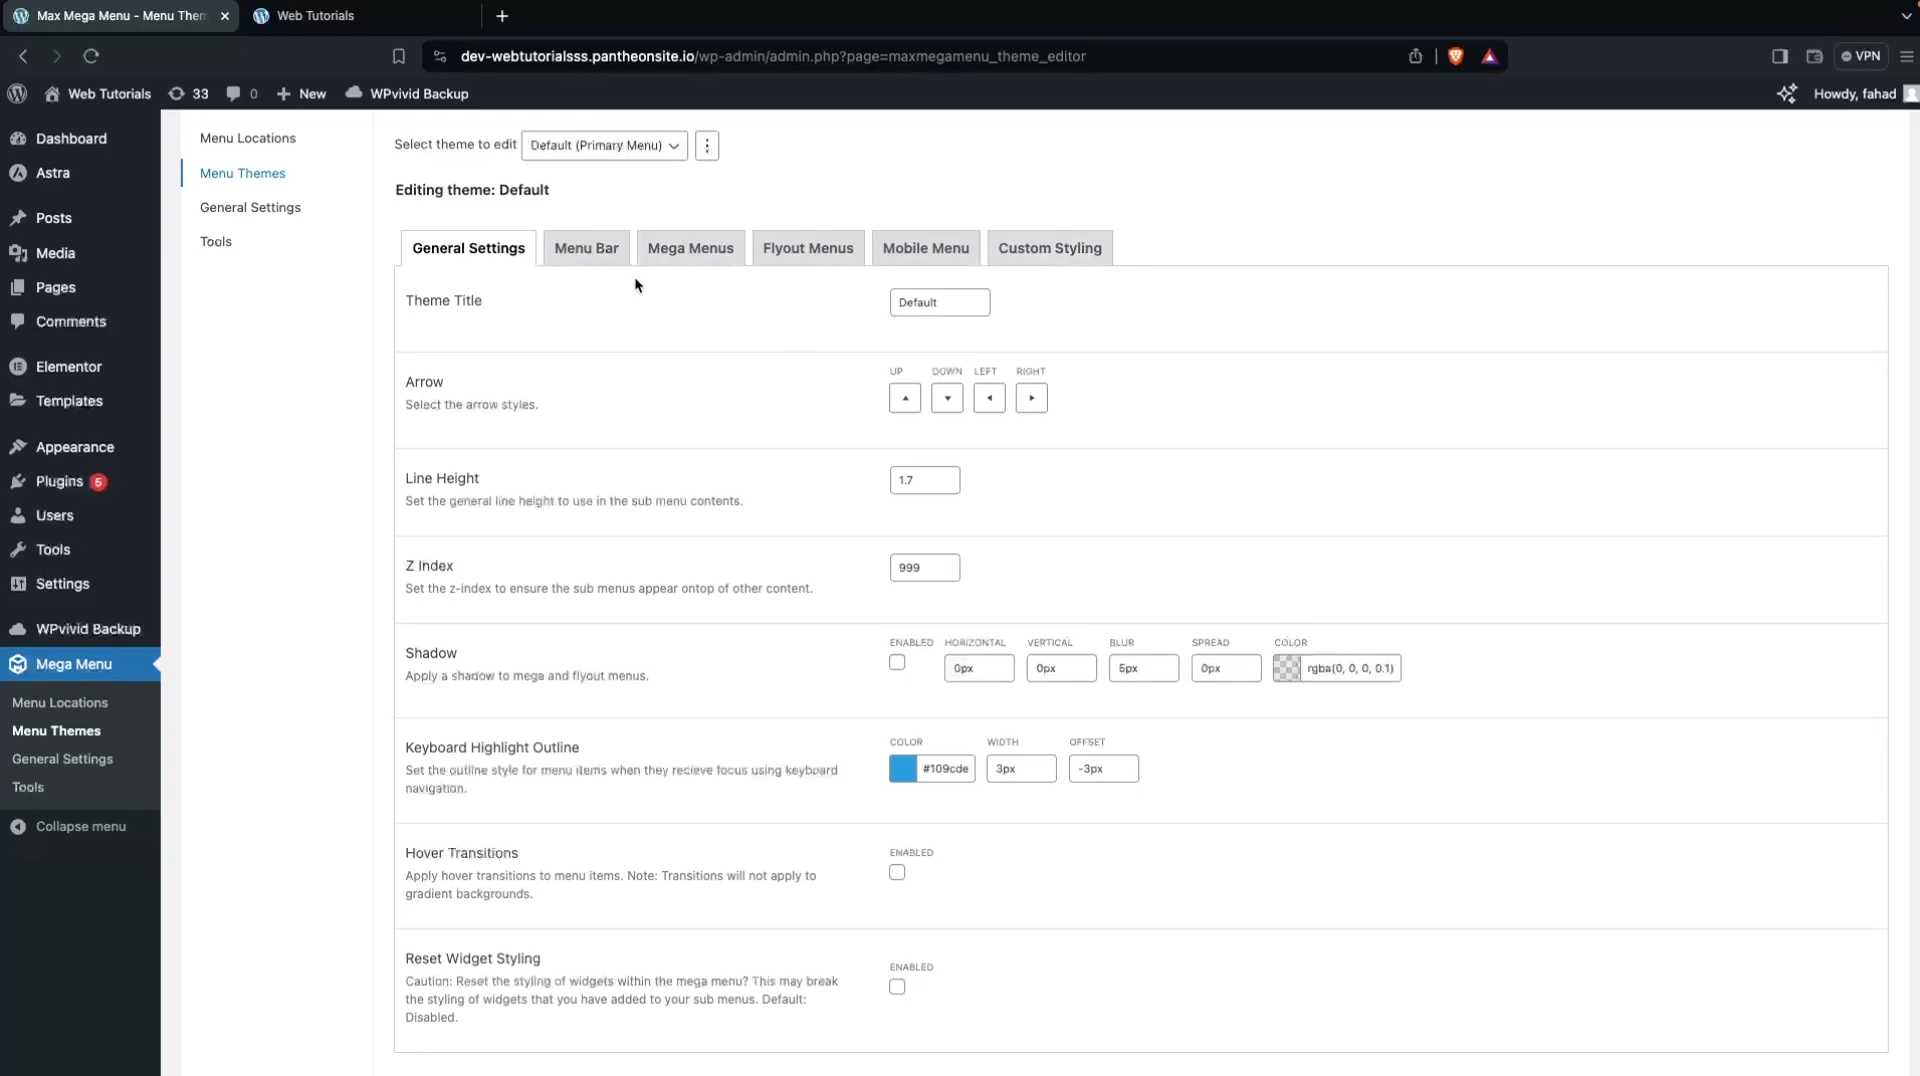 Max Mega Menu - Menu Them
Web Tutorials
dev-webtutorialsss.pantheonsite.io/wp-admin/admin.php?page=maxmegamenu_theme_editor
VPN
Web Tutorials
33
0
New
WPvivid Backup
Howdy, fahad
Dashboard
Astra
Posts
Media
Pages
Comments
Elementor
Templates
Appearance
Plugins 5
Users
Tools
Settings
WPvivid Backup
Mega Menu
Menu Locations
Menu Themes
General Settings
Tools
Collapse menu
Menu Locations
Menu Themes
General Settings
Tools
Select theme to edit Default (Primary Menu)
Editing theme: Default
General Settings Menu Bar Mega Menus Flyout Menus Mobile Menu Custom Styling
Theme Title
Default
Arrow
Select the arrow styles.
UP DOWN LEFT RIGHT
Line Height
Set the general line height to use in the sub menu contents.
1.7
Z Index
Set the z-index to ensure the sub menus appear ontop of other content.
999
Shadow
Apply a shadow to mega and flyout menus.
ENABLED HORIZONTAL VERTICAL BLUR SPREAD COLOR
0px 0px 5px 0px rgba(0, 0, 0, 0.1)
Keyboard Highlight Outline
Set the outline style for menu items when they recieve focus using keyboard
navigation.
COLOR WIDTH OFFSET
#109cde 3px -3px
Hover Transitions
Apply hover transitions to menu items. Note: Transitions will not apply to
gradient backgrounds.
ENABLED
Reset Widget Styling
Caution: Reset the styling of widgets within the mega menu? This may break
the styling of widgets that you have added to your sub menus. Default:
Disabled.
ENABLED